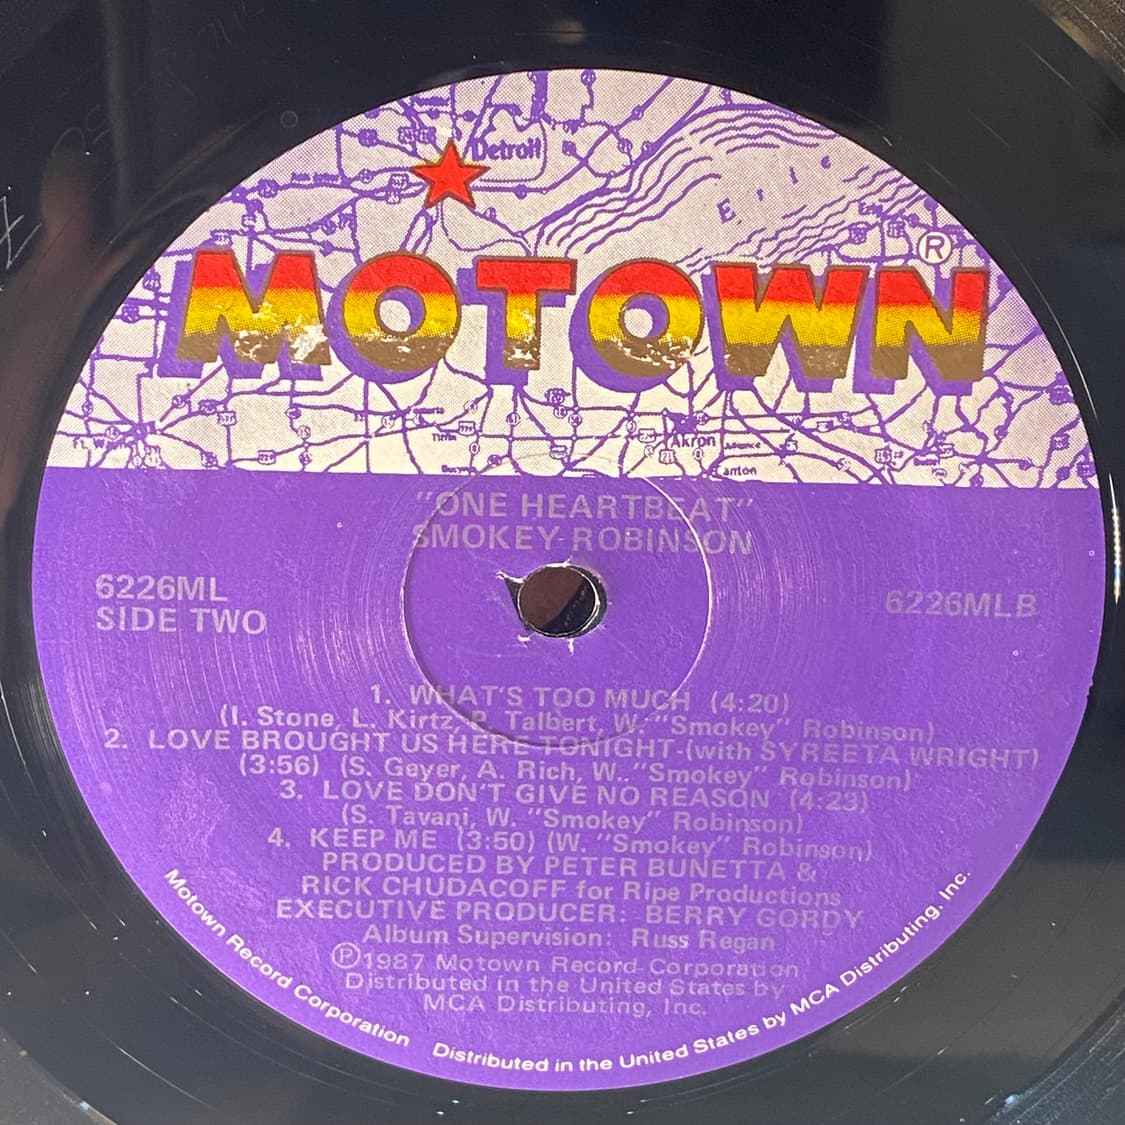 Detroit
Erie
MOTOWN®
Akron
Canton
"ONE HEARTBEAT"
SMOKEY ROBINSON
6226ML
SIDE TWO
6226MLB
1. WHAT'S TOO MUCH (4:20)
(I. Stone, L. Kirtz, P. Talbert, W. "Smokey" Robinson)
2. LOVE BROUGHT US HERE TONIGHT-(with SYREETA WRIGHT)
(3:56) (S. Geyer, A. Rich, W.. "Smokey" Robinson)
3. LOVE DON'T GIVE NO REASON (4:23)
(S. Tavani, W. "Smokey" Robinson)
4. KEEP ME (3:50) (W. "Smokey" Robinson)
PRODUCED BY PETER BUNETTA &
RICK CHUDACOFF for Ripe Productions
EXECUTIVE PRODUCER: BERRY GORDY
Album Supervision: Russ Regan
Ⓟ1987 Motown Record Corporation
Distributed in the United States by
MCA Distributing, Inc.
Motown Record Corporation Distributed in the United States by MCA Distributing, Inc.